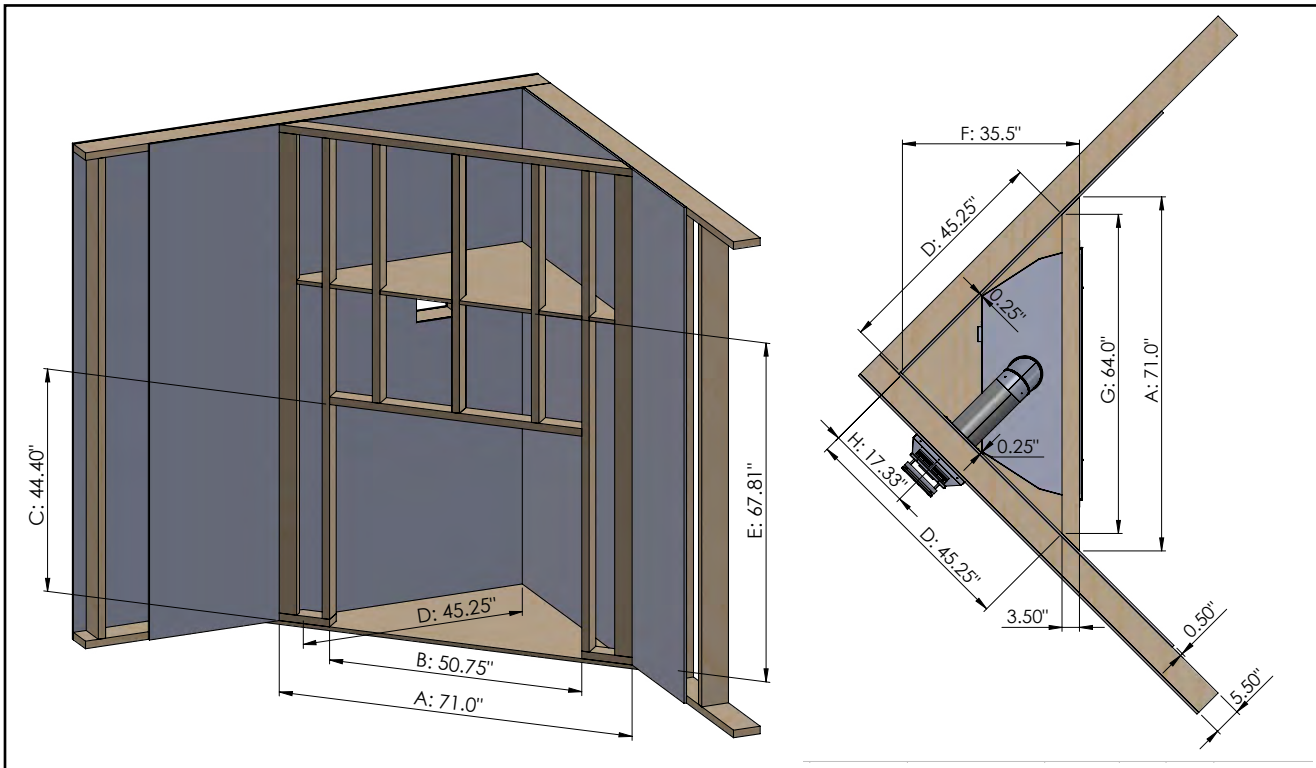 C: 44.40"
E: 67.81"
D: 45.25"
B: 50.75"
A: 71.0"
F: 35.5"
D: 45.25"
0.25"
G: 64.0"
A: 71.0"
0.25"
H: 17.33"
D: 45.25"
3.50"
0.50"
5.50"